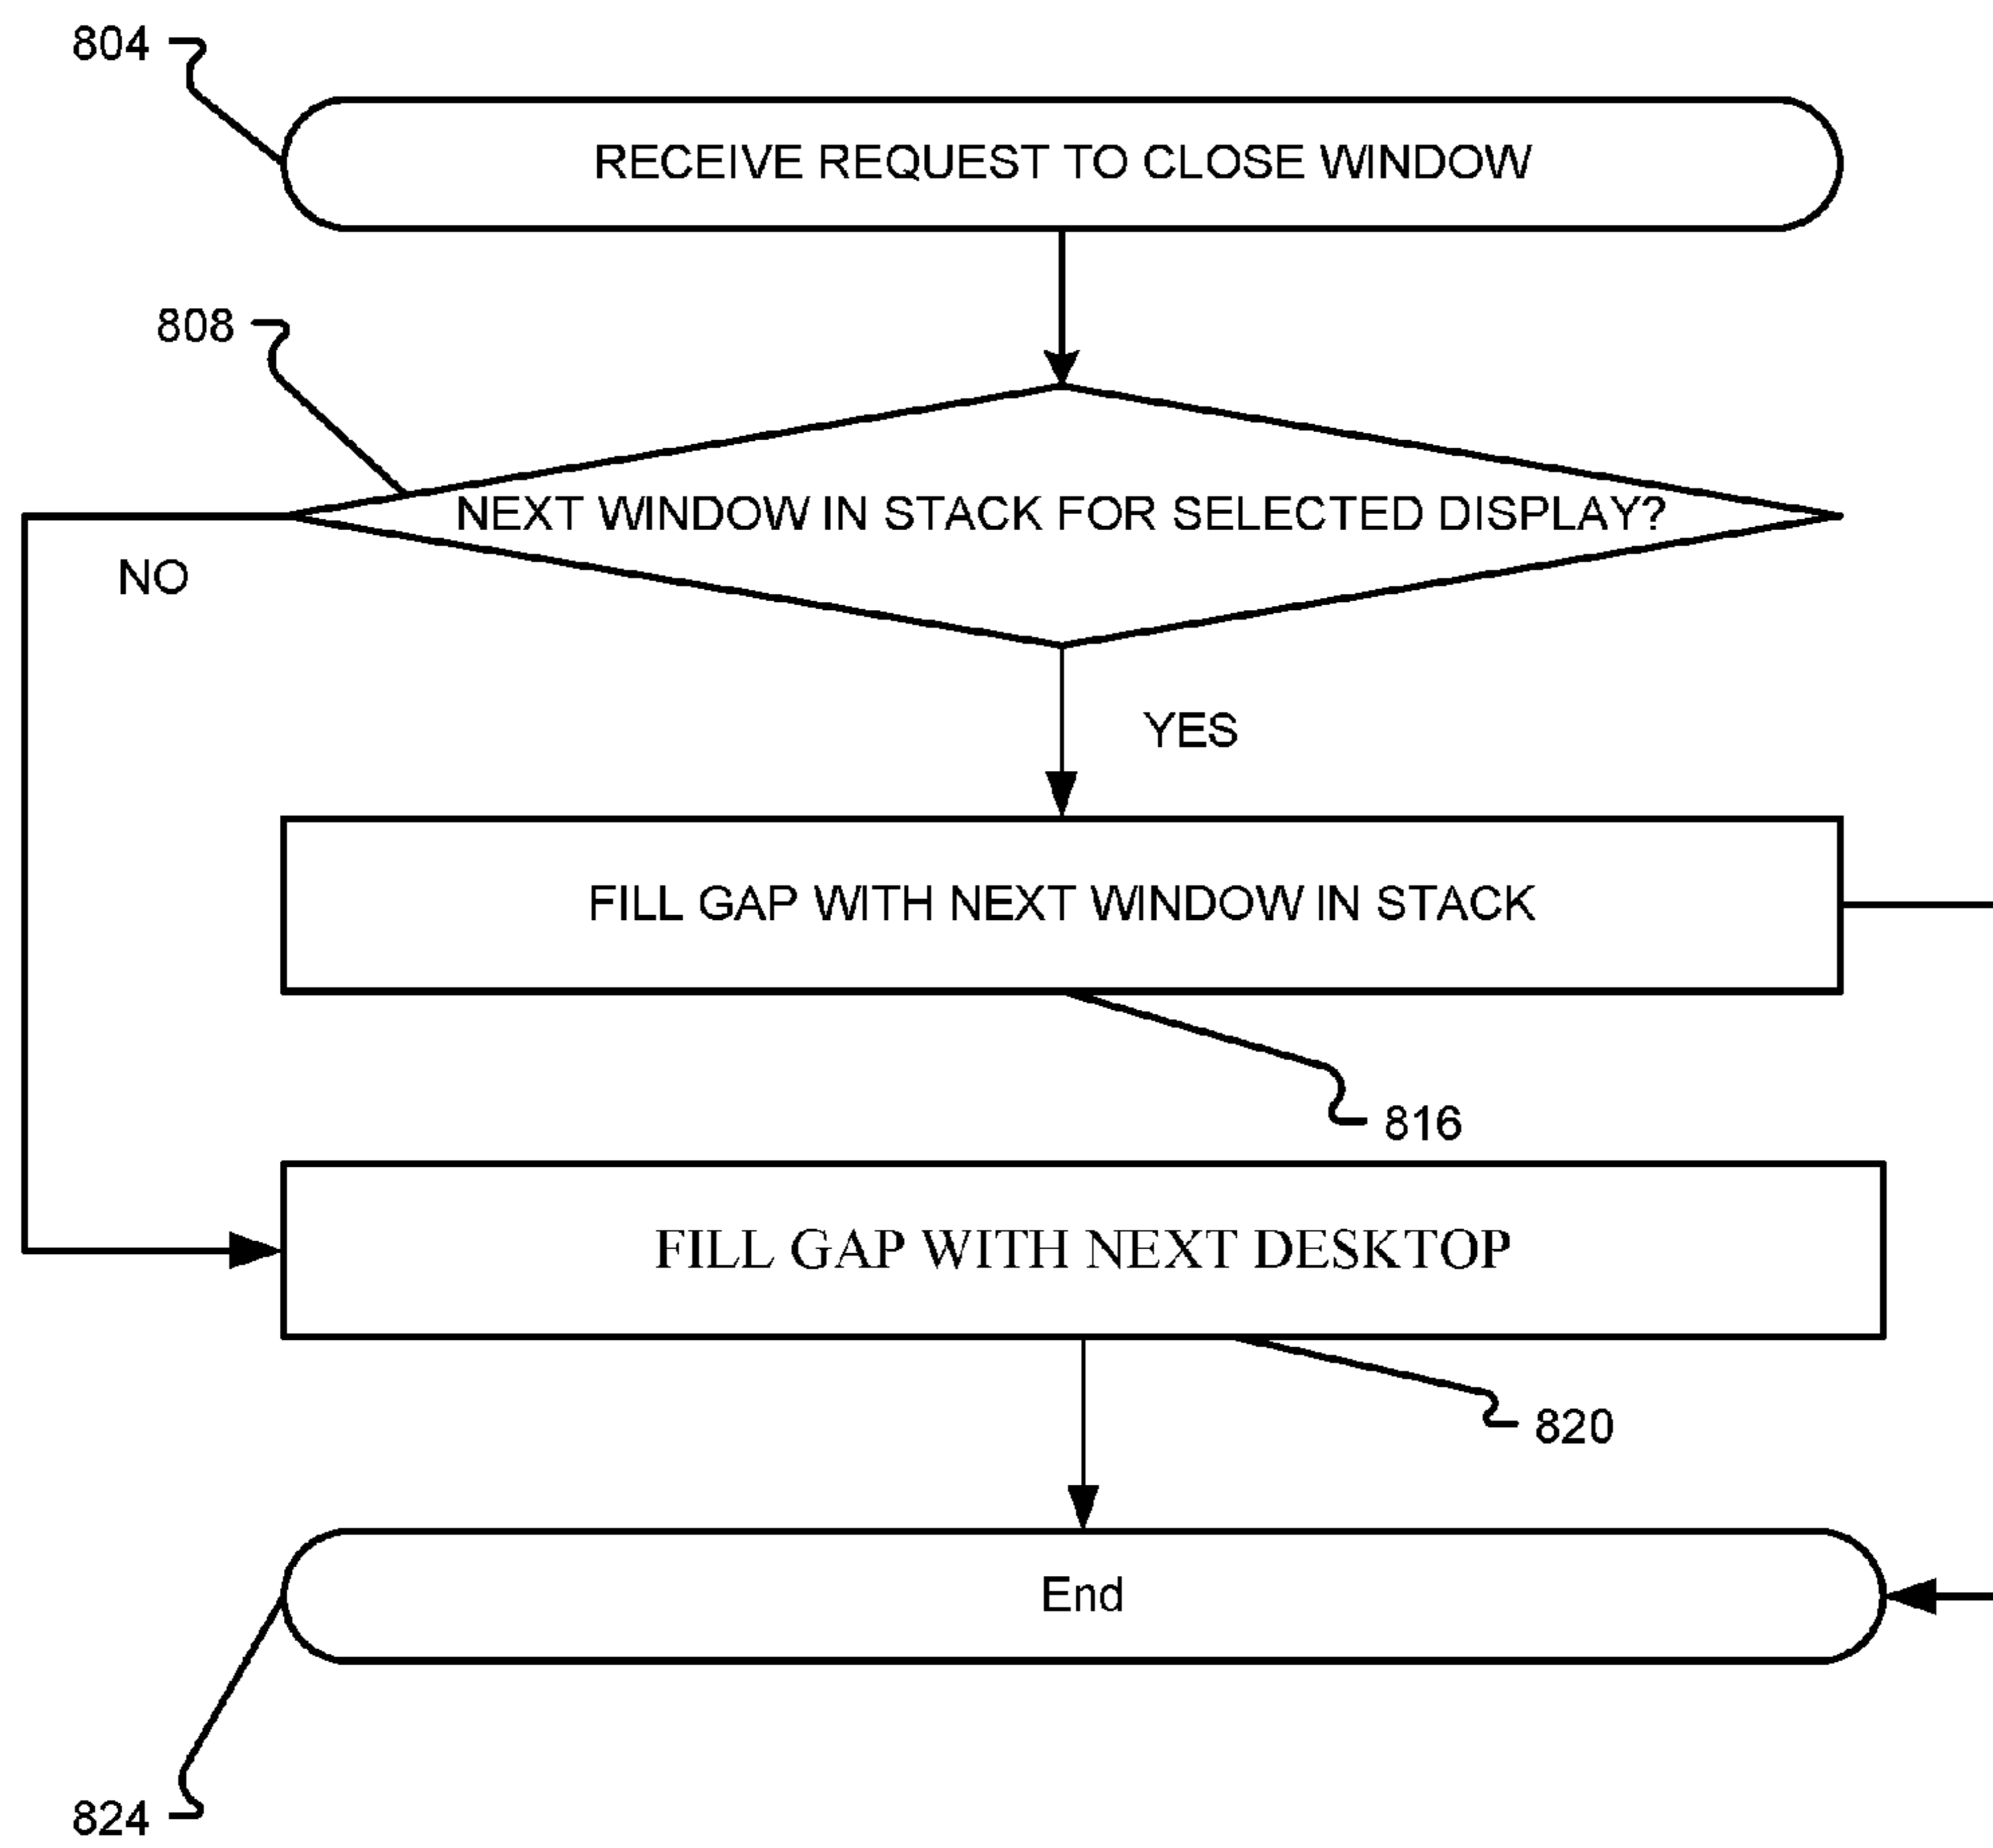 804
RECEIVE REQUEST TO CLOSE WINDOW
808
NEXT WINDOW IN STACK FOR SELECTED DISPLAY?
NO
YES
FILL GAP WITH NEXT WINDOW IN STACK
816
FILL GAP WITH NEXT DESKTOP
820
End
824